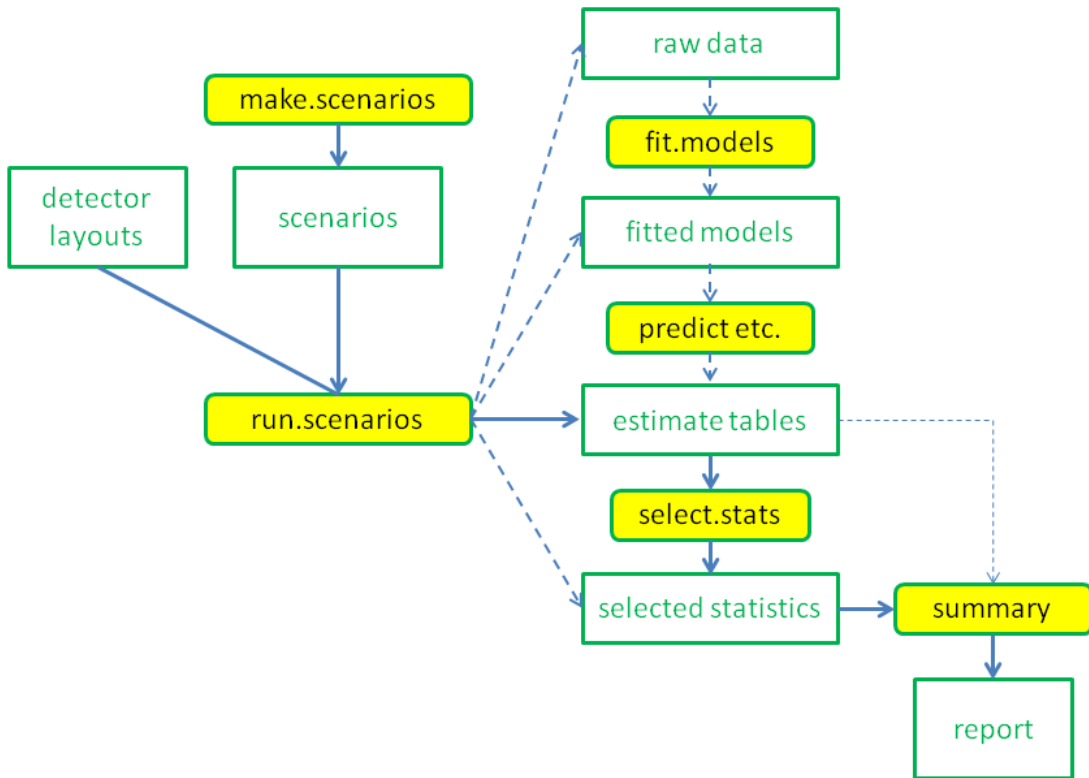 raw data
make.scenarios
fit.models
detector
layouts
scenarios
fitted models
predict etc.
run.scenarios
estimate tables
select.stats
selected statistics
summary
report